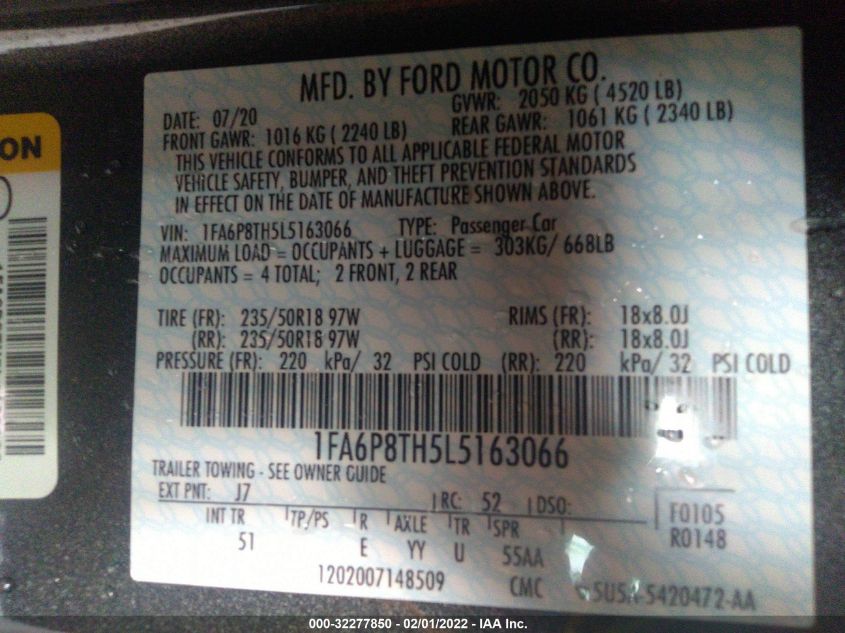 MFD. BY FORD MOTOR CO.
DATE: 07/20 GVWR: 2050 KG ( 4520 LB)
FRONT GAWR: 1016 KG ( 2240 LB) REAR GAWR: 1061 KG ( 2340 LB)
THIS VEHICLE CONFORMS TO ALL APPLICABLE FEDERAL MOTOR
VEHICLE SAFETY, BUMPER, AND THEFT PREVENTION STANDARDS
IN EFFECT ON THE DATE OF MANUFACTURE SHOWN ABOVE.
VIN: 1FA6P8TH5L5163066 TYPE: Passenger Car
MAXIMUM LOAD = OCCUPANTS + LUGGAGE = 303KG/ 668LB
OCCUPANTS = 4 TOTAL; 2 FRONT, 2 REAR
TIRE (FR): 235/50R18 97W RIMS (FR): 18x8.0J
(RR): 235/50R18 97W (RR): 18x8.0J
PRESSURE (FR): 220 kPa/ 32 PSI COLD (RR): 220 kPa/ 32 PSI COLD
1FA6P8TH5L5163066
TRAILER TOWING - SEE OWNER GUIDE
EXT PNT: J7 RC: 52 DSO:
INT TR TP/PS R AXLE TR SPR
51 E YY U 55AA
F0105
R0148
1202007148509 CMC
ON
000-32277850 - 02/01/2022 - IAA Inc.